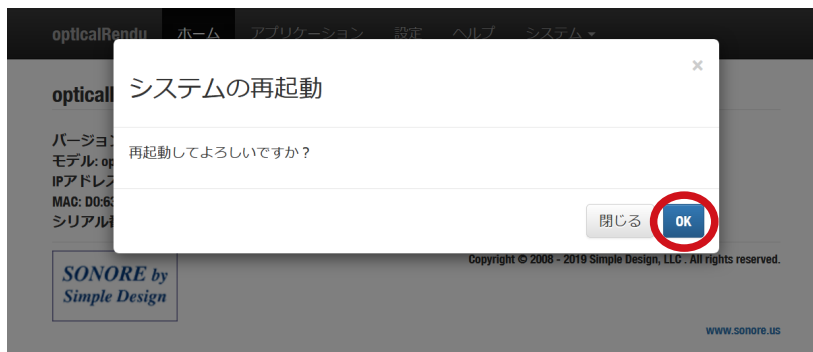 opticalRendu ホーム アプリケーション 設定 ヘルプ システム
×
システムの再起動
optical
バージョン
再起動してよろしいですか？
モデル: op
IPアドレス
MAC: D0:63
シリアル
閉じる OK
Copyright © 2008 - 2019 Simple Design, LLC . All rights reserved.
SONORE by
Simple Design
www.sonore.us